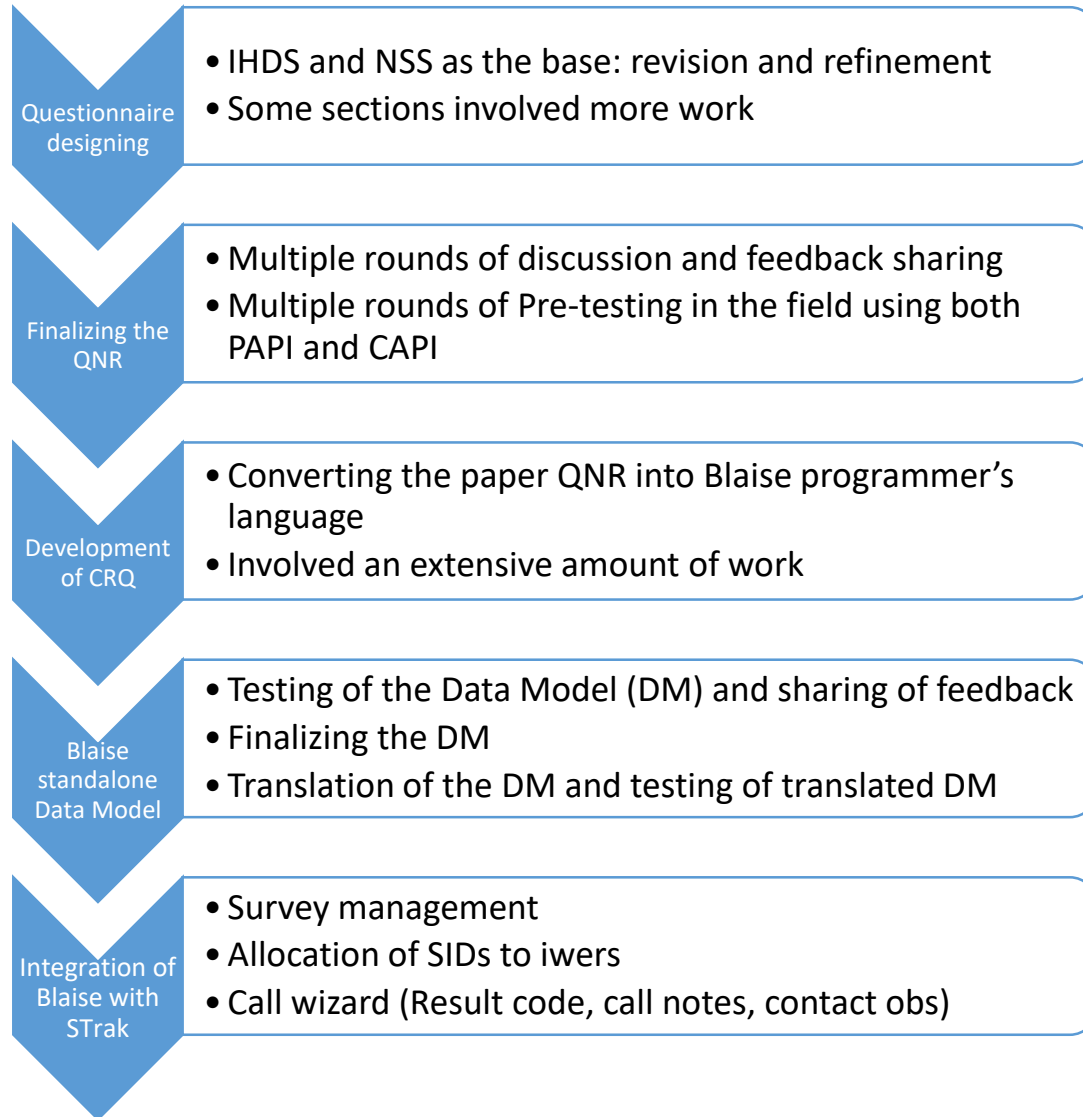 Questionnaire
designing
• IHDS and NSS as the base: revision and refinement
• Some sections involved more work
Finalizing the
QNR
• Multiple rounds of discussion and feedback sharing
• Multiple rounds of Pre-testing in the field using both
PAPI and CAPI
Development
of CRQ
• Converting the paper QNR into Blaise programmer’s
language
• Involved an extensive amount of work
Blaise
standalone
Data Model
• Testing of the Data Model (DM) and sharing of feedback
• Finalizing the DM
• Translation of the DM and testing of translated DM
Integration of
Blaise with
STrak
• Survey management
• Allocation of SIDs to iwers
• Call wizard (Result code, call notes, contact obs)